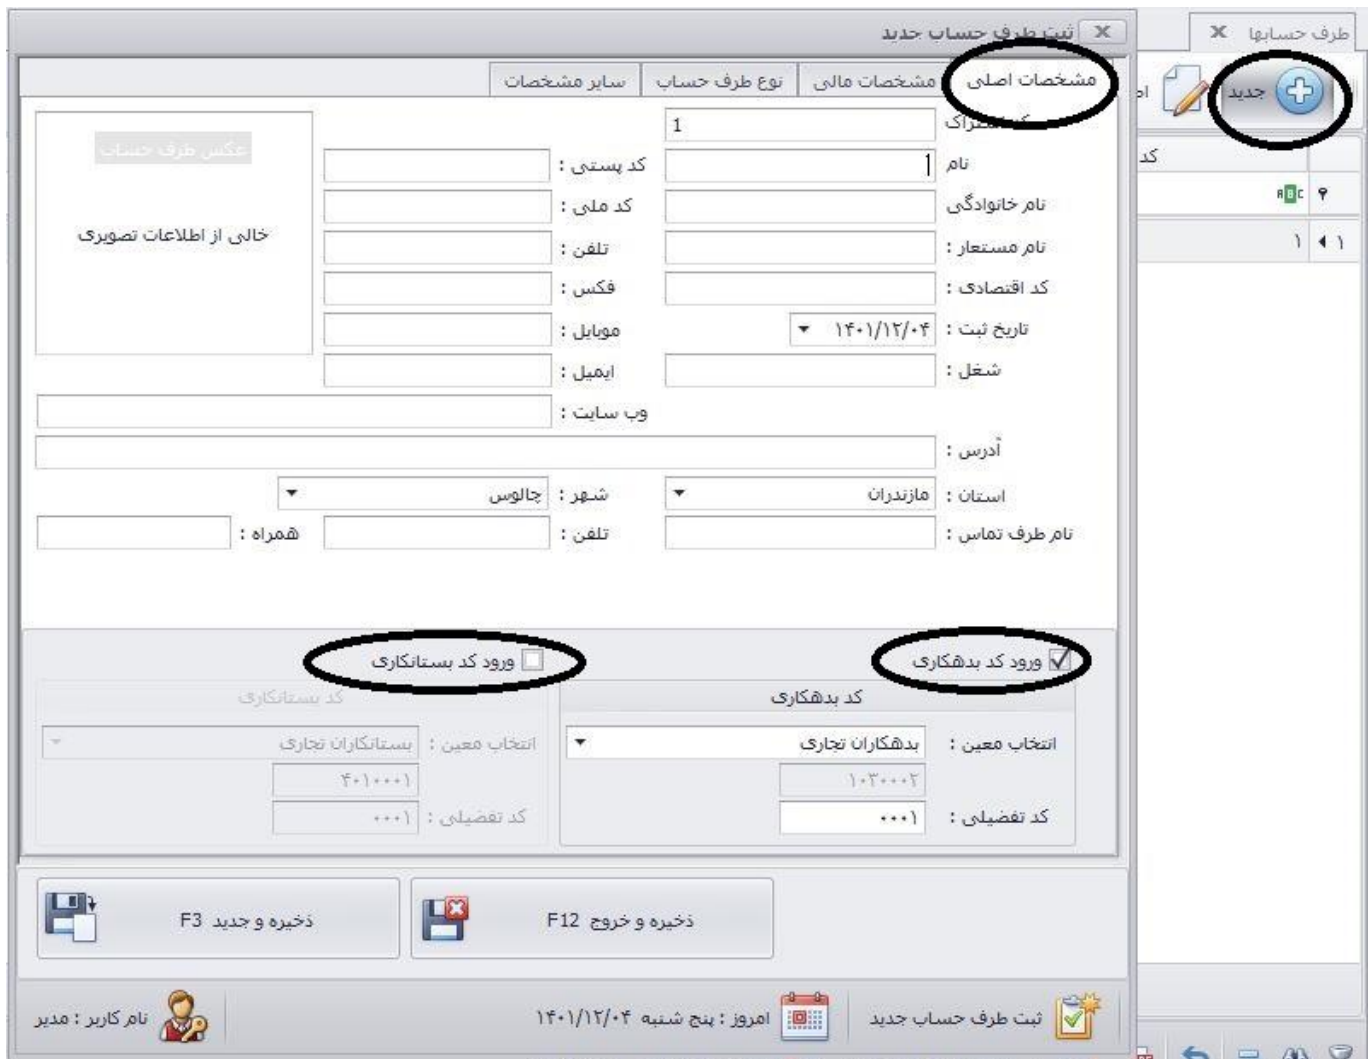 طرف حسابها
ثبت طرف حساب جدید
جدید
مشخصات اصلی
مشخصات مالی
نوع طرف حساب
سایر مشخصات
کد
ABC
۱
۱
اشتراک
1
عکس طرف حساب
خالی از اطلاعات تصویری
نام
کد پستی :
نام خانوادگی
کد ملی :
نام مستعار :
تلفن :
کد اقتصادی :
فکس :
تاریخ ثبت : ۱۴۰۱/۱۲/۰۴
موبایل :
شغل :
ایمیل :
وب سایت :
آدرس :
استان : مازندران
شهر : چالوس
نام طرف تماس :
تلفن :
همراه :
ورود کد بدهکاری
ورود کد بستانکاری
کد بدهکاری
کد بستانکاری
انتخاب معین : بدهکاران تجاری
انتخاب معین : بستانکاران تجاری
۱۰۳۰۰۰۲
۴۰۱۰۰۰۱
کد تفضیلی : ۰۰۰۱
کد تفضیلی : ۰۰۰۱
ذخیره و خروج F12
ذخیره و جدید F3
ثبت طرف حساب جدید
امروز : پنج شنبه ۱۴۰۱/۱۲/۰۴
نام کاربر : مدیر